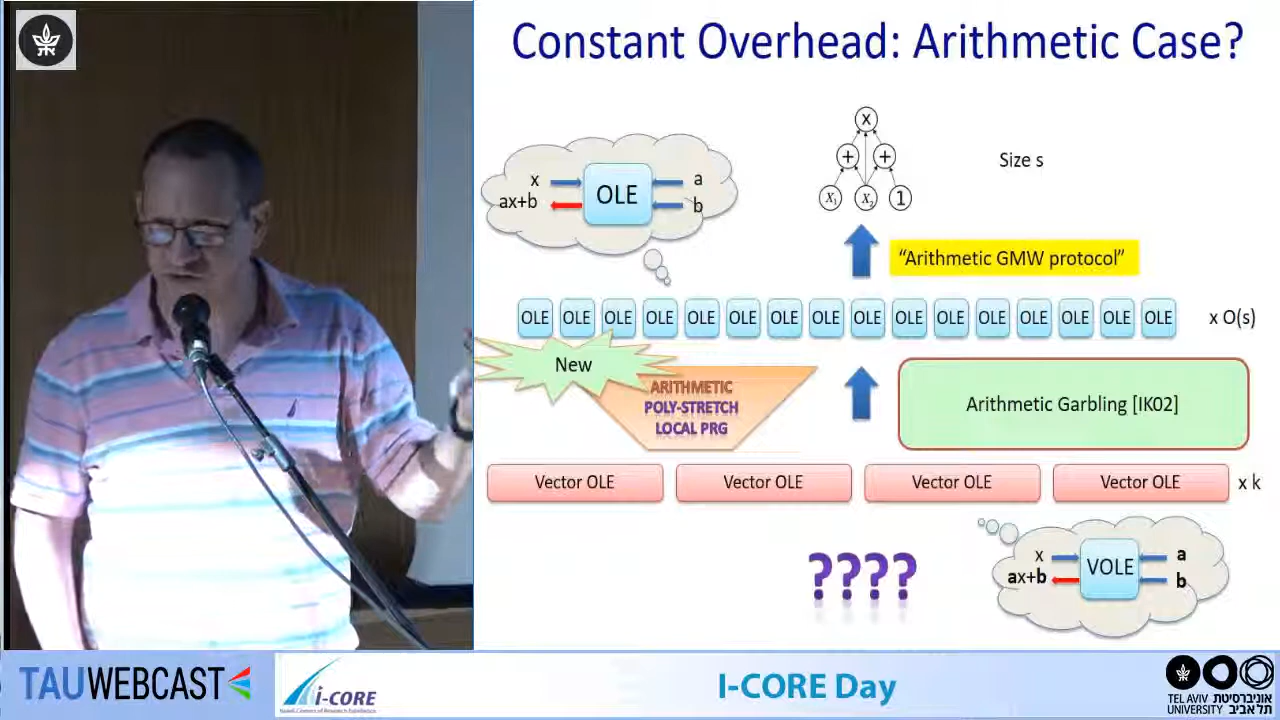 Constant Overhead: Arithmetic Case?
x
OLE
a
ax+b
b
x
+
+
X₁
X₂
1
Size s
"Arithmetic GMW protocol"
OLE OLE OLE OLE OLE OLE OLE OLE OLE OLE OLE OLE OLE OLE OLE OLE
x O(s)
New
ARITHMETIC
POLY-STRETCH
LOCAL PRG
Arithmetic Garbling [IK02]
Vector OLE
Vector OLE
Vector OLE
Vector OLE
x k
????
x
VOLE
a
ax+b
b
TAUWEBCAST
i-CORE
I-CORE Day
TEL AVIV אוניברסיטת
UNIVERSITY תל אביב